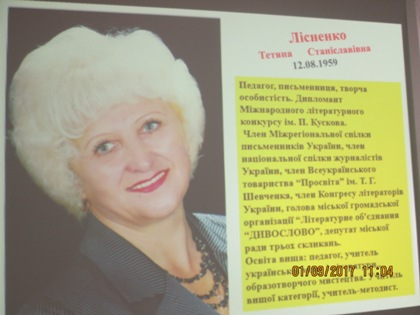 Лісненко
Тетяна Станіславівна
12.08.1959
Педагог, письменниця, творча
особистість. Дипломант
Міжнародного літературного
конкурсу ім. П. Кускова.
Член Міжрегіональної спілки
письменників України, член
національної спілки журналістів
України, член Всеукраїнського
товариства "Просвіта" ім. Т. Г.
Шевченка, член Конгресу літераторів
України, голова міської громадської
організації "Літературне об'єднання
"ДИВОСЛОВО", депутат міської
ради трьох скликань.
Освіта вища: педагог, учитель
української
образотворчого мистецтва. учитель
вищої категорії, учитель-методист.
01/09/2017 11:04